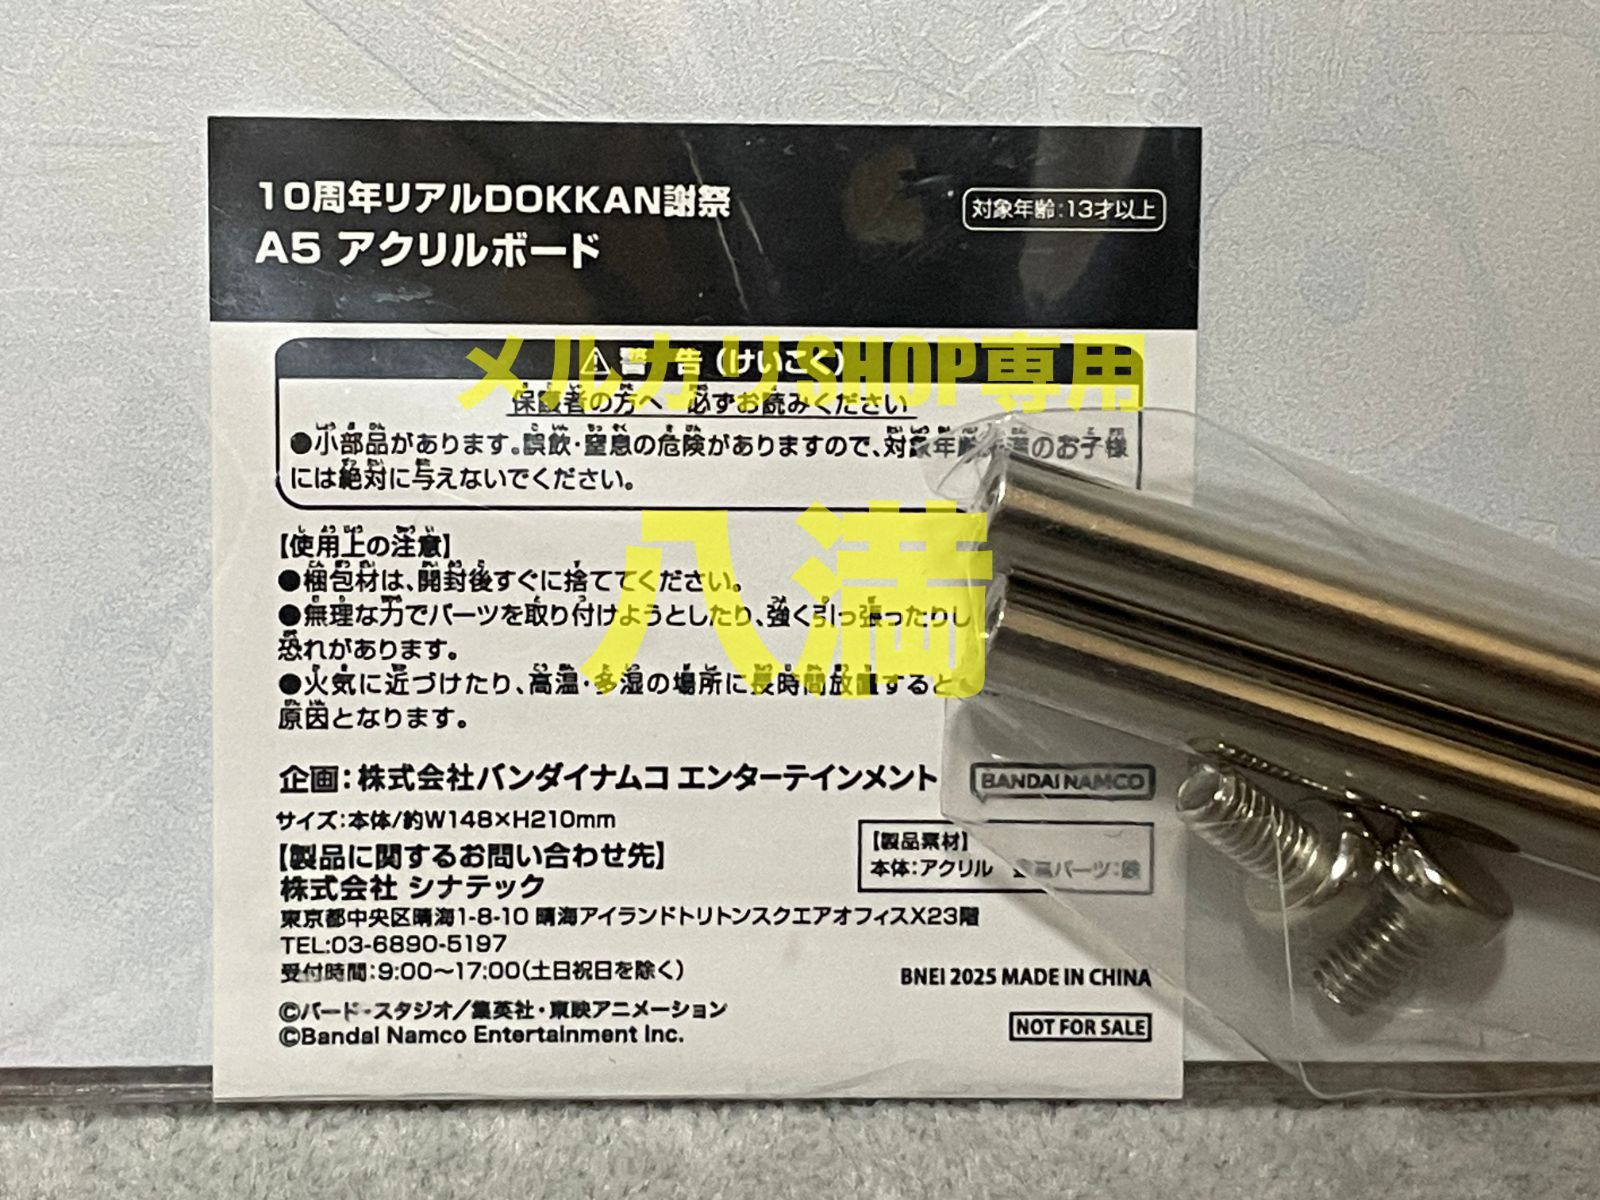 10周年リアルDOKKAN謝祭
対象年齢:13才以上
A5 アクリルボード
メルカリSHOP専用
警告(けいこく)
保護者の方へ 必ずお読みください
●小部品があります。誤飲・窒息の危険がありますので、対象年齢未満のお子様
には絶対に与えないでください。
八満
【使用上の注意】
●梱包材は、開封後すぐに捨ててください。
●無理な力でパーツを取り付けようとしたり、強く引っ張ったりし
恐れがあります。
●火気に近づけたり、高温・多湿の場所に長時間放置すると
原因となります。
企画:株式会社バンダイナムコ エンターテインメント
BANDAI NAMCO
サイズ:本体/約W148×H210mm
【製品素材】
本体:アクリル 金属パーツ:鉄
【製品に関するお問い合わせ先】
株式会社 シナテック
東京都中央区晴海1-8-10 晴海アイランドトリトンスクエアオフィスX23階
TEL:03-6890-5197
受付時間:9:00〜17:00(土日祝日を除く)
BNEI 2025 MADE IN CHINA
©バード・スタジオ/集英社・東映アニメーション
©Bandai Namco Entertainment Inc.
NOT FOR SALE